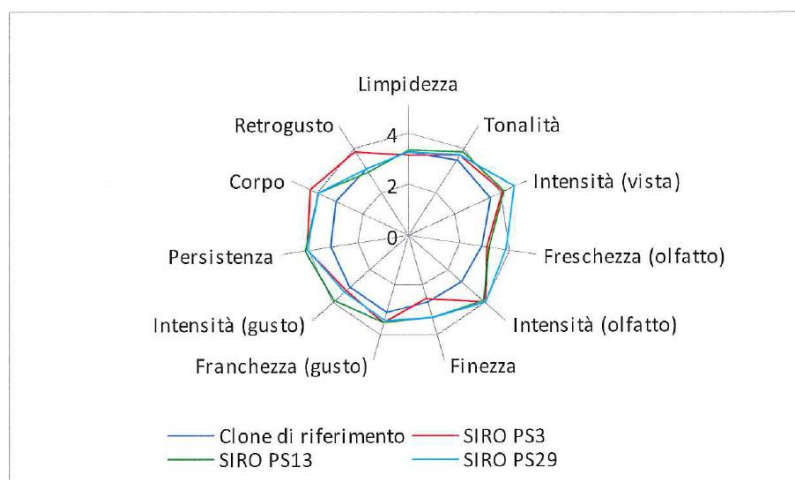 Limpidezza
Retrogusto
Tonalità
4
Corpo
Intensità (vista)
2
0
Persistenza
Freschezza (olfatto)
Intensità (gusto)
Intensità (olfatto)
Franchezza (gusto)
Finezza
Clone di riferimento
SIRO PS3
SIRO PS13
SIRO PS29